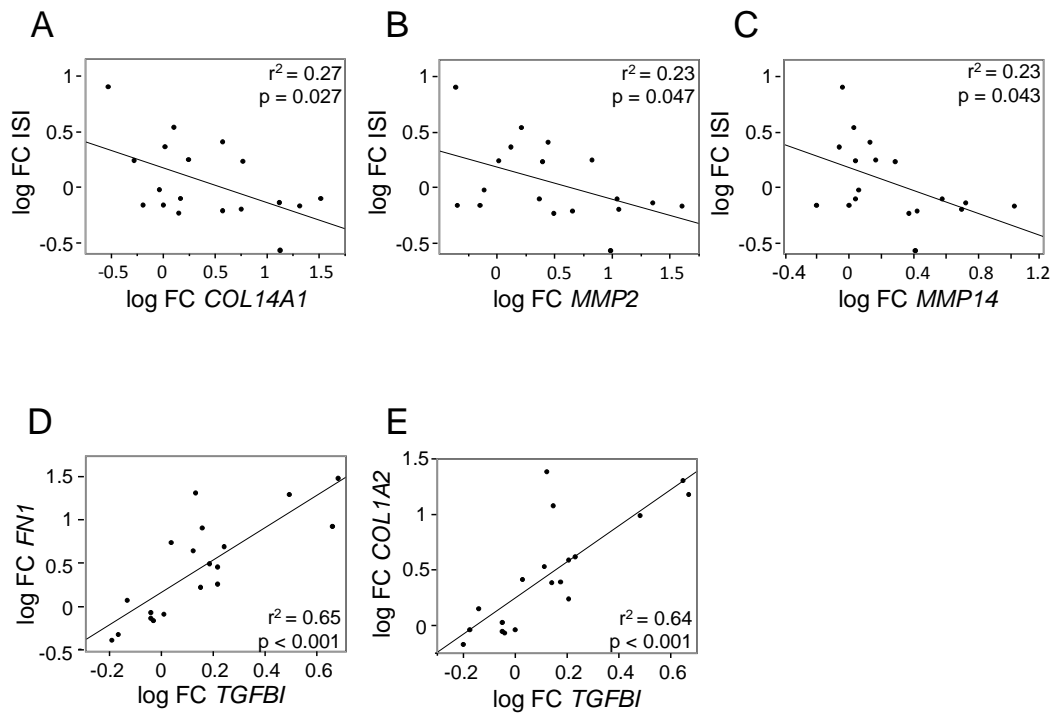 A
r² = 0.27
p = 0.027
1
0.5
0
-0.5
log FC ISI
-0.5 0 0.5 1 1.5
log FC COL14A1
B
r² = 0.23
p = 0.047
1
0.5
0
-0.5
log FC ISI
0 0.5 1 1.5
log FC MMP2
C
r² = 0.23
p = 0.043
1
0.5
0
-0.5
log FC ISI
-0.4 0 0.4 0.8 1.2
log FC MMP14
D
1.5
1
0.5
0
-0.5
log FC FN1
r² = 0.65
p < 0.001
-0.2 0 0.2 0.4 0.6
log FC TGFBI
E
1.5
1
0.5
0
log FC COL1A2
r² = 0.64
p < 0.001
-0.2 0 0.2 0.4 0.6
log FC TGFBI